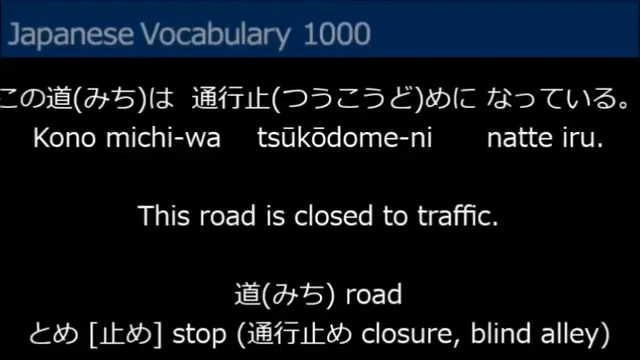 Japanese Vocabulary 1000
この道(みち)は 通行止(つうこうど)めに なっている。
Kono michi-wa tsūkōdome-ni natte iru.
This road is closed to traffic.
道(みち) road
とめ [止め] stop (通行止め closure, blind alley)